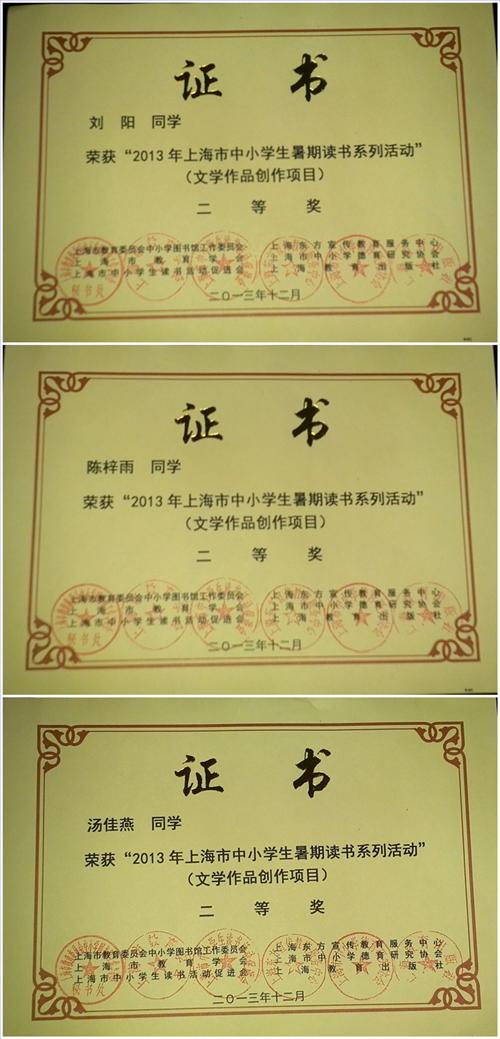 证书
刘阳 同学
荣获“2013年上海市中小学生暑期读书系列活动”
（文学作品创作项目）
二等奖
上海市教育委员会中小学图书馆工作委员会 上海东方宣传教育服务中心
上海市教育学会 上海市中小学德育研究协会
上海市中小学生读书活动促进会 上海教育出版社
二〇一三年十二月
证书
陈梓雨 同学
荣获“2013年上海市中小学生暑期读书系列活动”
（文学作品创作项目）
二等奖
上海市教育委员会中小学图书馆工作委员会 上海东方宣传教育服务中心
上海市教育学会 上海市中小学德育研究协会
上海市中小学生读书活动促进会 上海教育出版社
二〇一三年十二月
证书
汤佳燕 同学
荣获“2013年上海市中小学生暑期读书系列活动”
（文学作品创作项目）
二等奖
上海市教育委员会中小学图书馆工作委员会 上海东方宣传教育服务中心
上海市教育学会 上海市中小学德育研究协会
上海市中小学生读书活动促进会 上海教育出版社
二〇一三年十二月